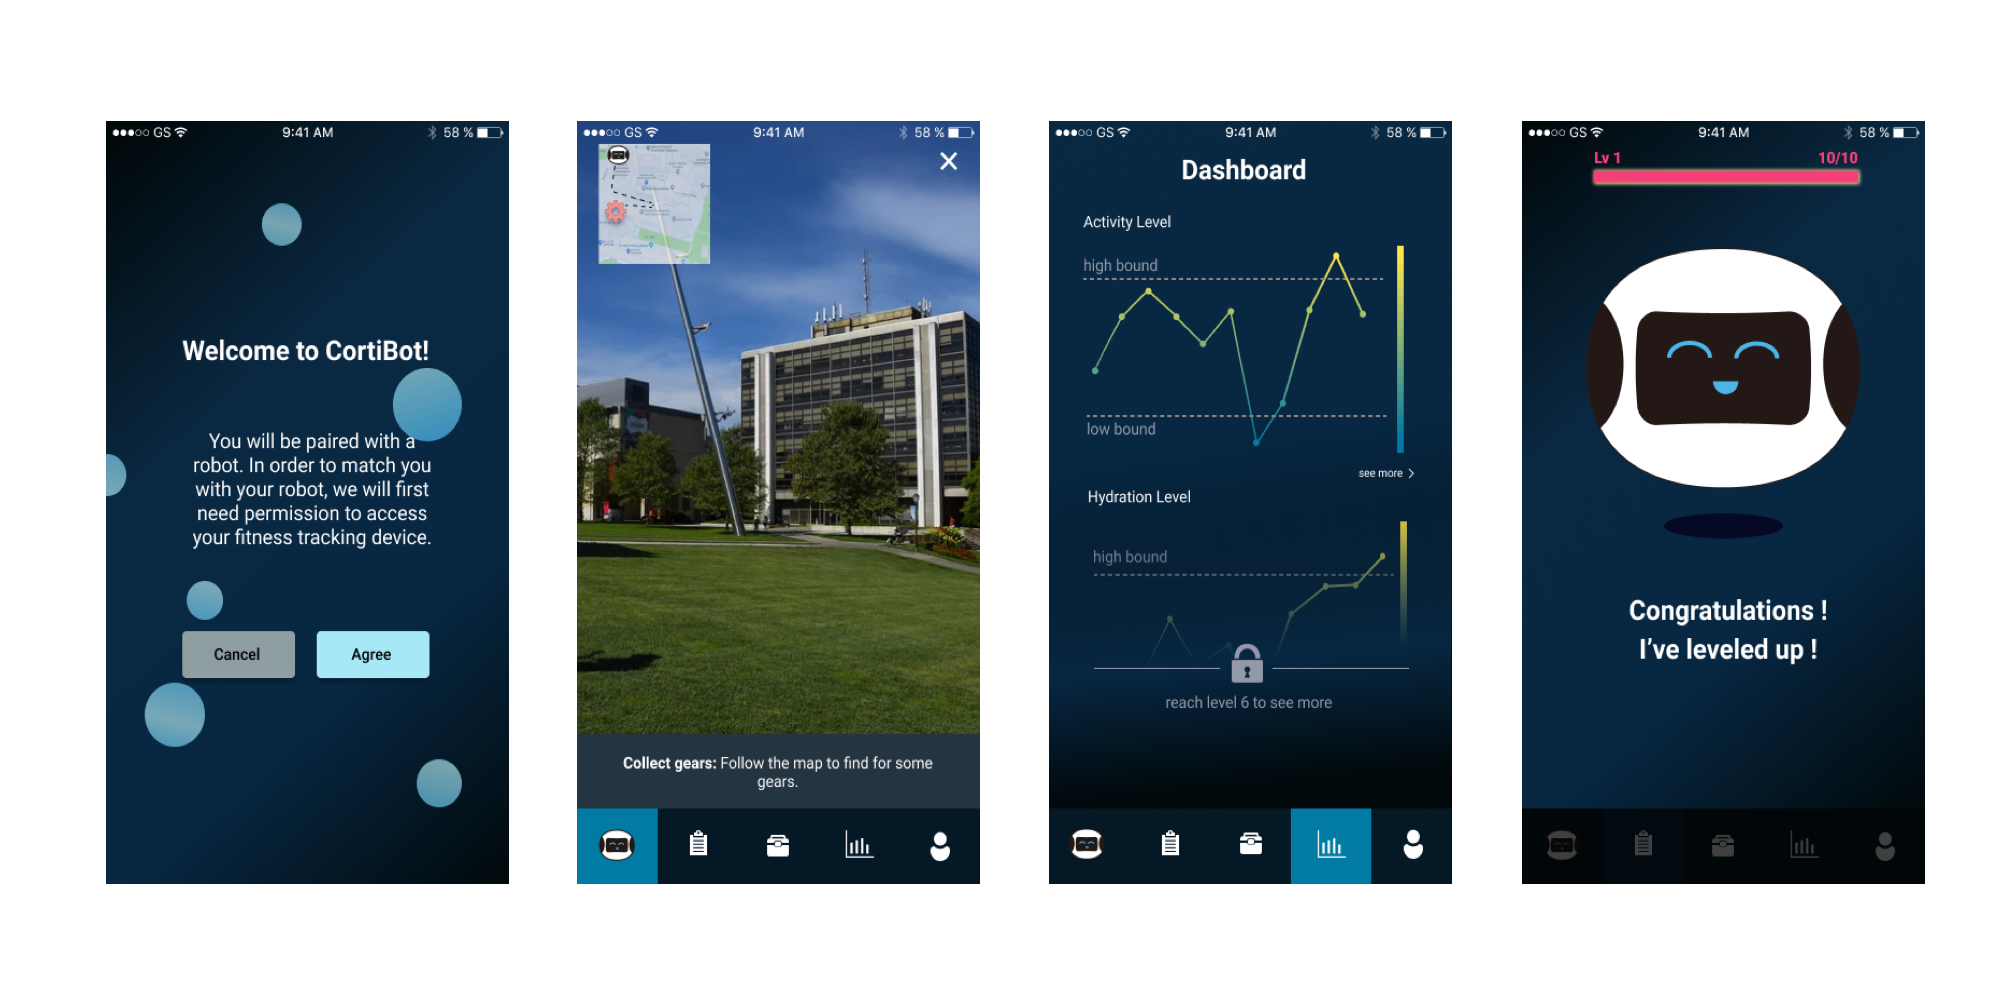 GS 9:41 AM 58 %
Welcome to CortiBot!
You will be paired with a
robot. In order to match you
with your robot, we will first
need permission to access
your fitness tracking device.
Cancel Agree
GS 9:41 AM 58 %
Collect gears: Follow the map to find for some
gears.
GS 9:41 AM 58 %
Dashboard
Activity Level
high bound
low bound
see more
Hydration Level
high bound
reach level 6 to see more
GS 9:41 AM 58 %
Lv 1 10/10
Congratulations !
I've leveled up !